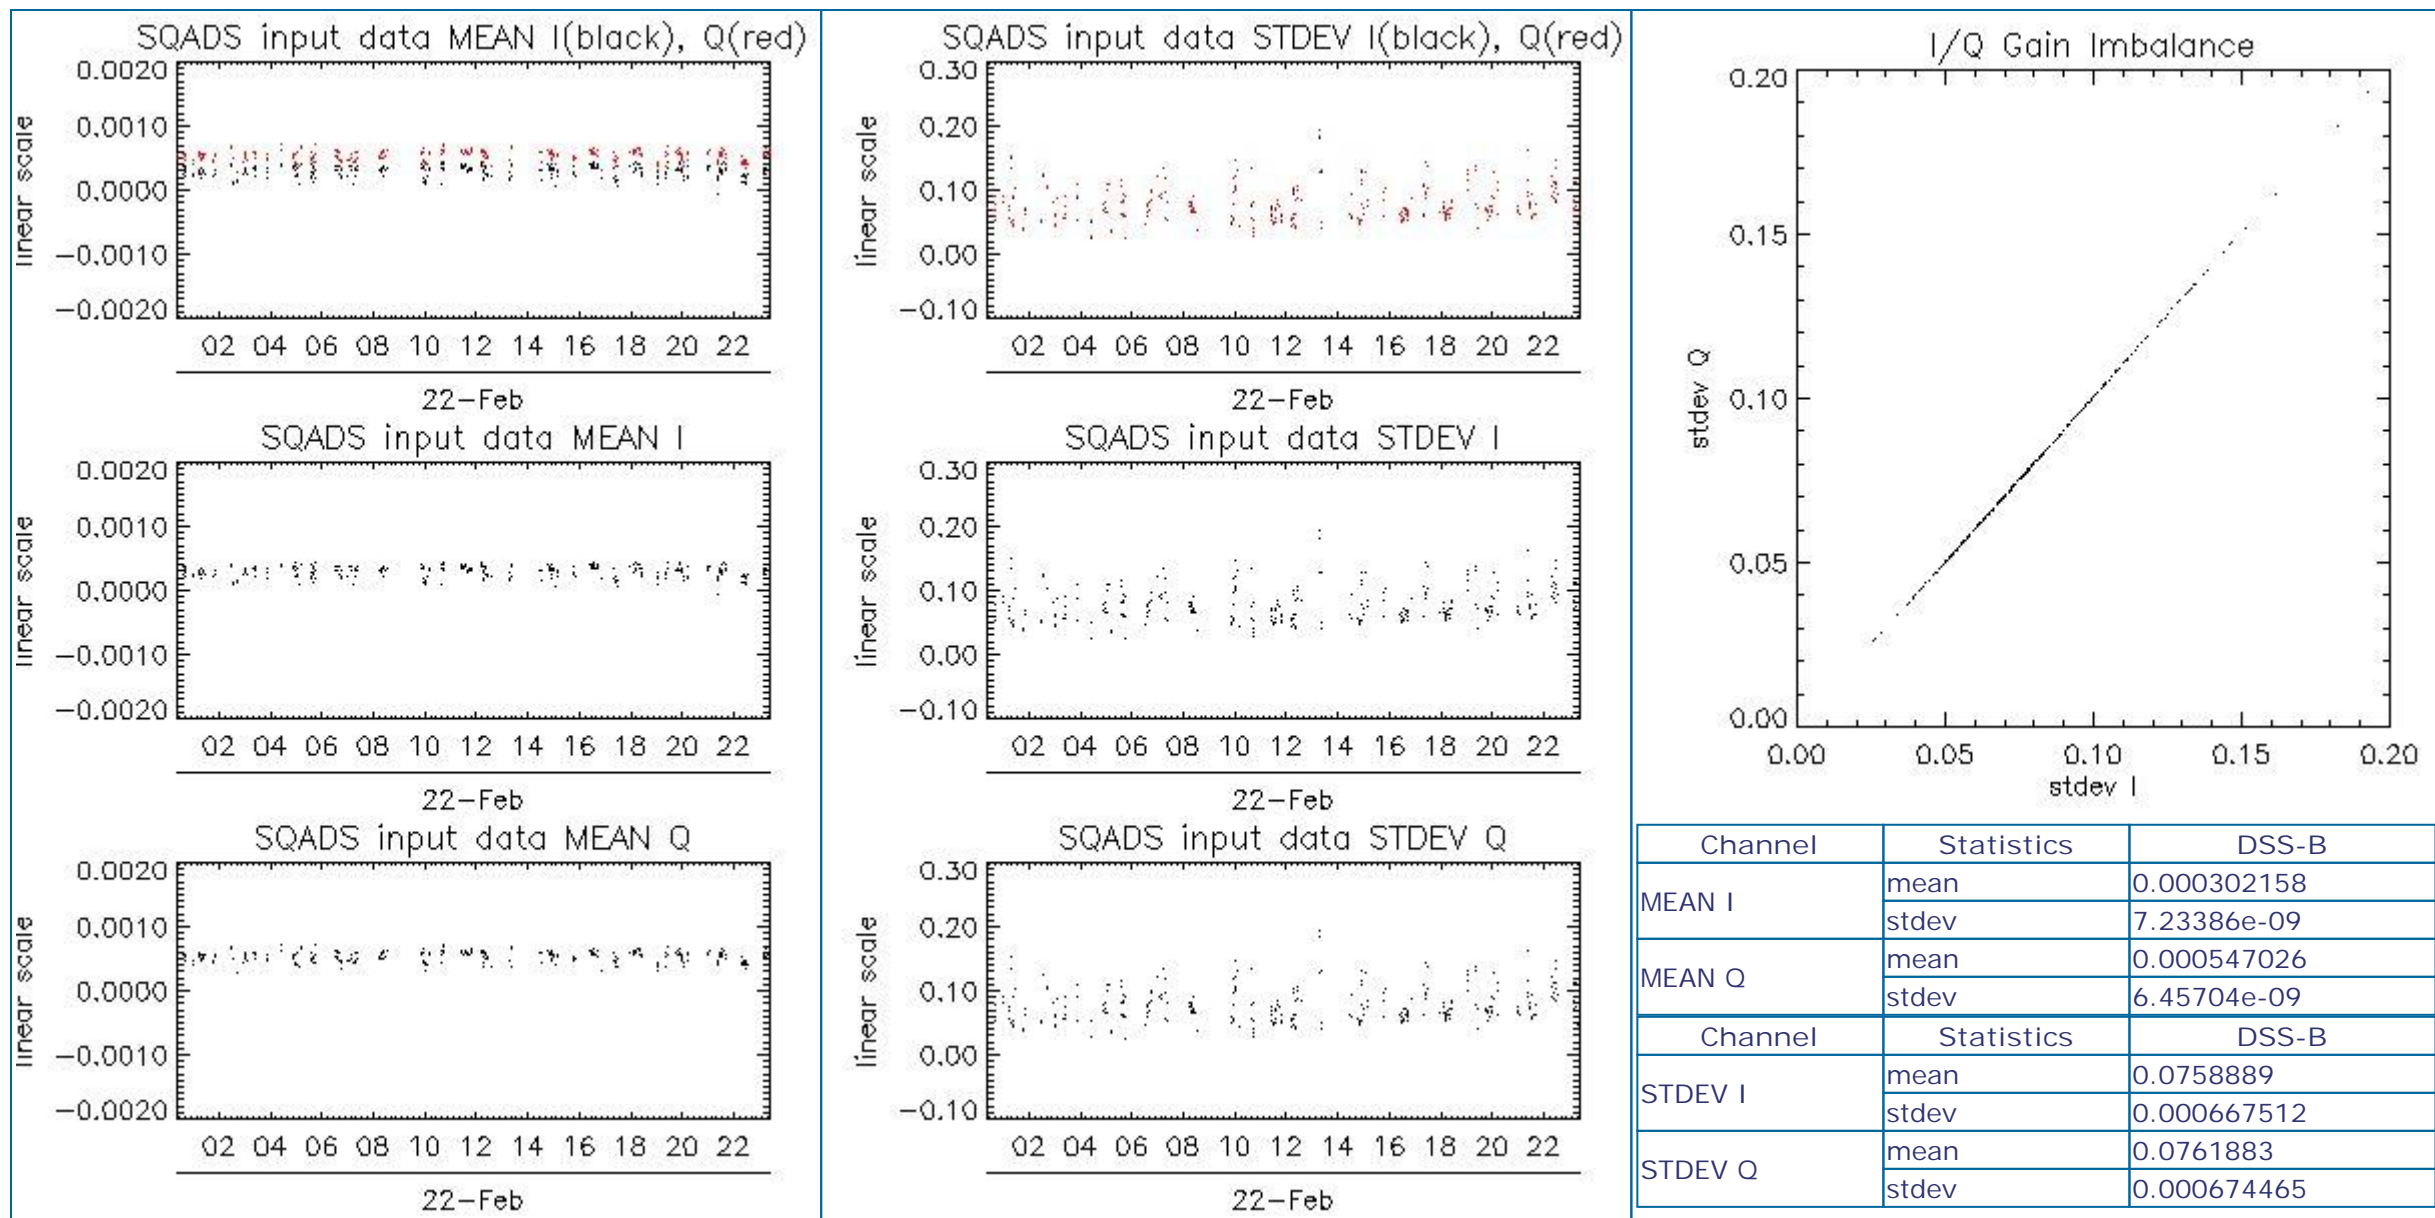 SQADS input data MEAN I(black), Q(red)
0.0020
0.0010
0.0000
-0.0010
-0.0020
linear scale
02 04 06 08 10 12 14 16 18 20 22
22-Feb
SQADS input data MEAN I
0.0020
0.0010
0.0000
-0.0010
-0.0020
linear scale
02 04 06 08 10 12 14 16 18 20 22
22-Feb
SQADS input data MEAN Q
0.0020
0.0010
0.0000
-0.0010
-0.0020
linear scale
02 04 06 08 10 12 14 16 18 20 22
22-Feb
SQADS input data STDEV I(black), Q(red)
0.30
0.20
0.10
0.00
-0.10
linear scale
02 04 06 08 10 12 14 16 18 20 22
22-Feb
SQADS input data STDEV I
0.30
0.20
0.10
0.00
-0.10
linear scale
02 04 06 08 10 12 14 16 18 20 22
22-Feb
SQADS input data STDEV Q
0.30
0.20
0.10
0.00
-0.10
linear scale
02 04 06 08 10 12 14 16 18 20 22
22-Feb
I/Q Gain Imbalance
0.20
0.15
0.10
0.05
0.00
stdev Q
0.00 0.05 0.10 0.15 0.20
stdev I
Channel Statistics DSS-B
MEAN I mean 0.000302158
stdev 7.23386e-09
MEAN Q mean 0.000547026
stdev 6.45704e-09
Channel Statistics DSS-B
STDEV I mean 0.0758889
stdev 0.000667512
STDEV Q mean 0.0761883
stdev 0.000674465